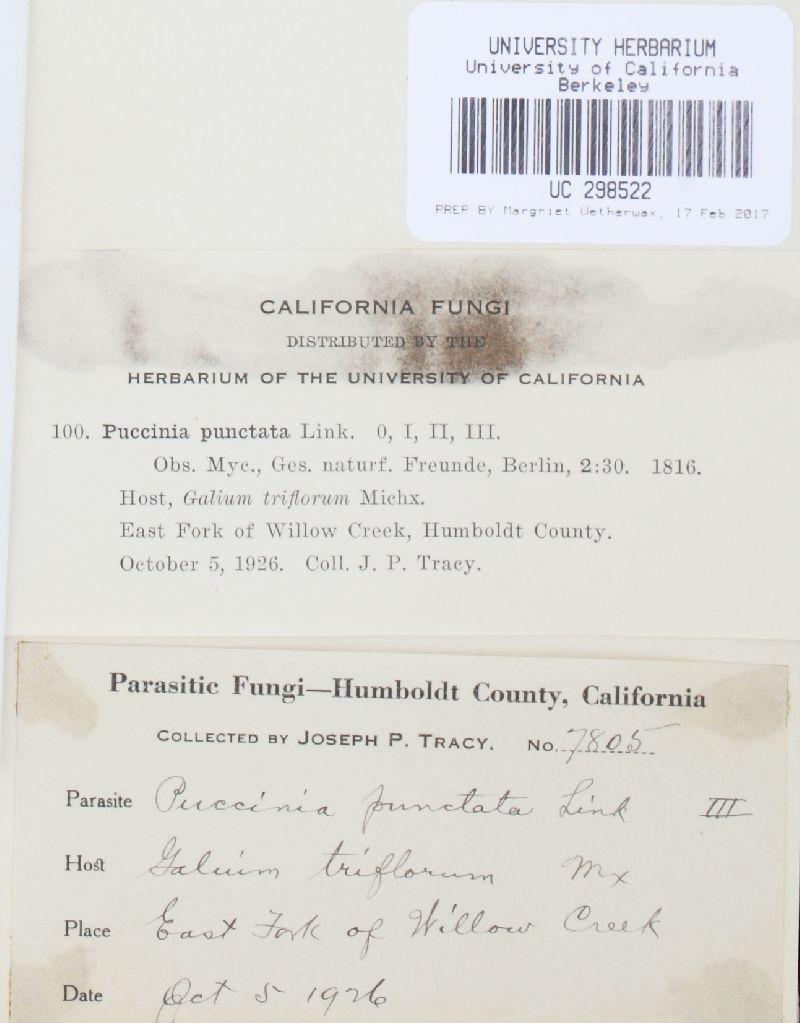 UNIVERSITY HERBARIUM
University of California
Berkeley
UC 298522
PREP BY Margriet Wetherwax, 17 Feb 2017
CALIFORNIA FUNGI
DISTRIBUTED BY THE
HERBARIUM OF THE UNIVERSITY OF CALIFORNIA
100. Puccinia punctata Link. 0, I, II, III.
Obs. Myc., Ges. naturf. Freunde, Berlin, 2:30. 1816.
Host, Galium triflorum Michx.
East Fork of Willow Creek, Humboldt County.
October 5, 1926. Coll. J. P. Tracy.
Parasitic Fungi—Humboldt County, California
COLLECTED BY JOSEPH P. TRACY. No. 7805
Parasite Puccinia punctata Link III
Host Galium triflorum Mx
Place East Fork of Willow Creek
Date Oct 5 1926